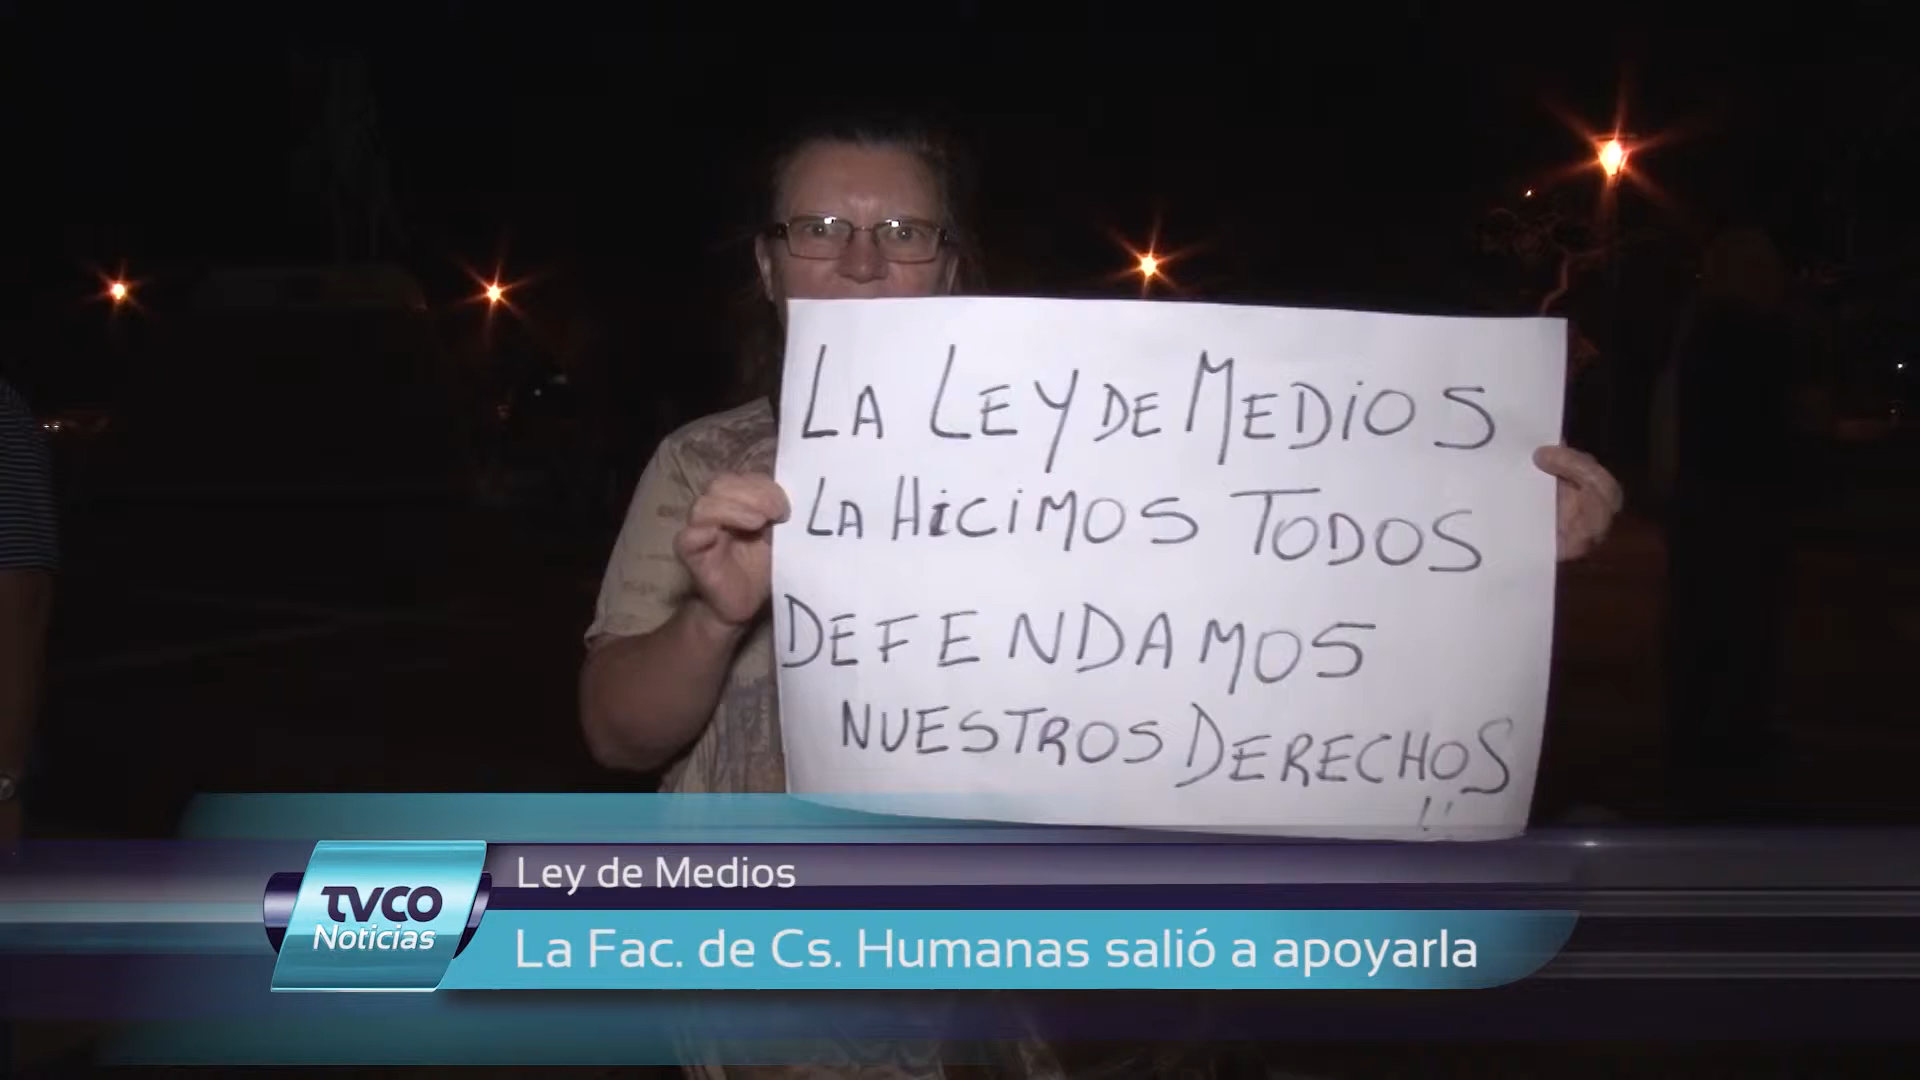 LA LEY DE MEDiOS
LA HiCiMOS TODOS
DEFENDAMOS
NUESTROS DERECHOS
!!
TVCO
Noticias
Ley de Medios
La Fac. de Cs. Humanas salió a apoyarla